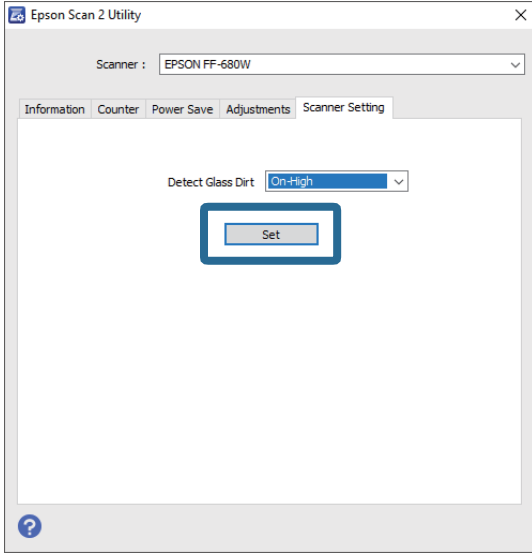 Epson Scan 2 Utility
Scanner : EPSON FF-680W
Information Counter Power Save Adjustments Scanner Setting
Detect Glass Dirt On-High
Set
?